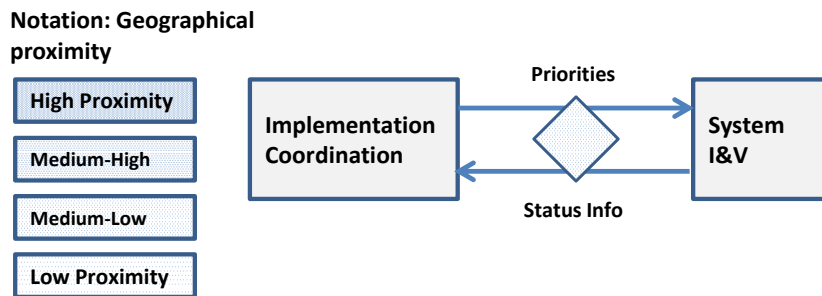 Notation: Geographical
proximity
High Proximity
Medium-High
Medium-Low
Low Proximity
Implementation
Coordination
Priorities
Status Info
System
I&V